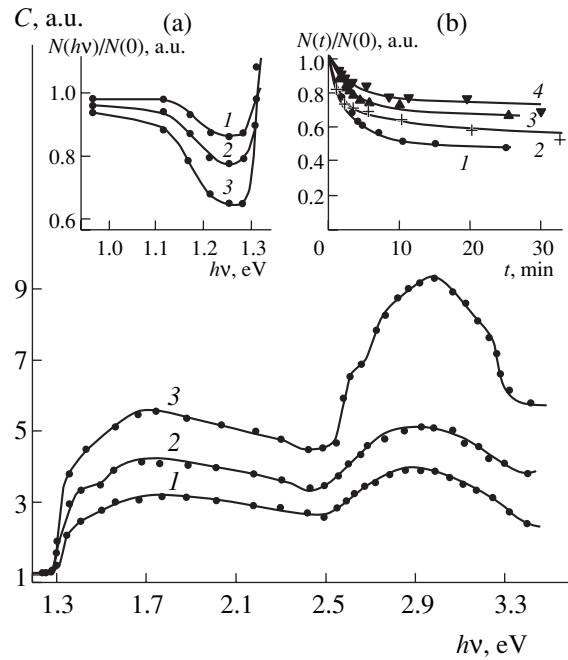 C, a.u.
(a)
(b)
N(hν)/N(0), a.u.
N(t)/N(0), a.u.
1.0
0.8
0.6
1
2
3
1.0 1.1 1.2 1.3
hν, eV
1.0
0.8
0.6
0.4
0.2
4
3
2
1
0 10 20 30
t, min
9
7
5
3
1
3
2
1
1.3 1.7 2.1 2.5 2.9 3.3
hν, eV